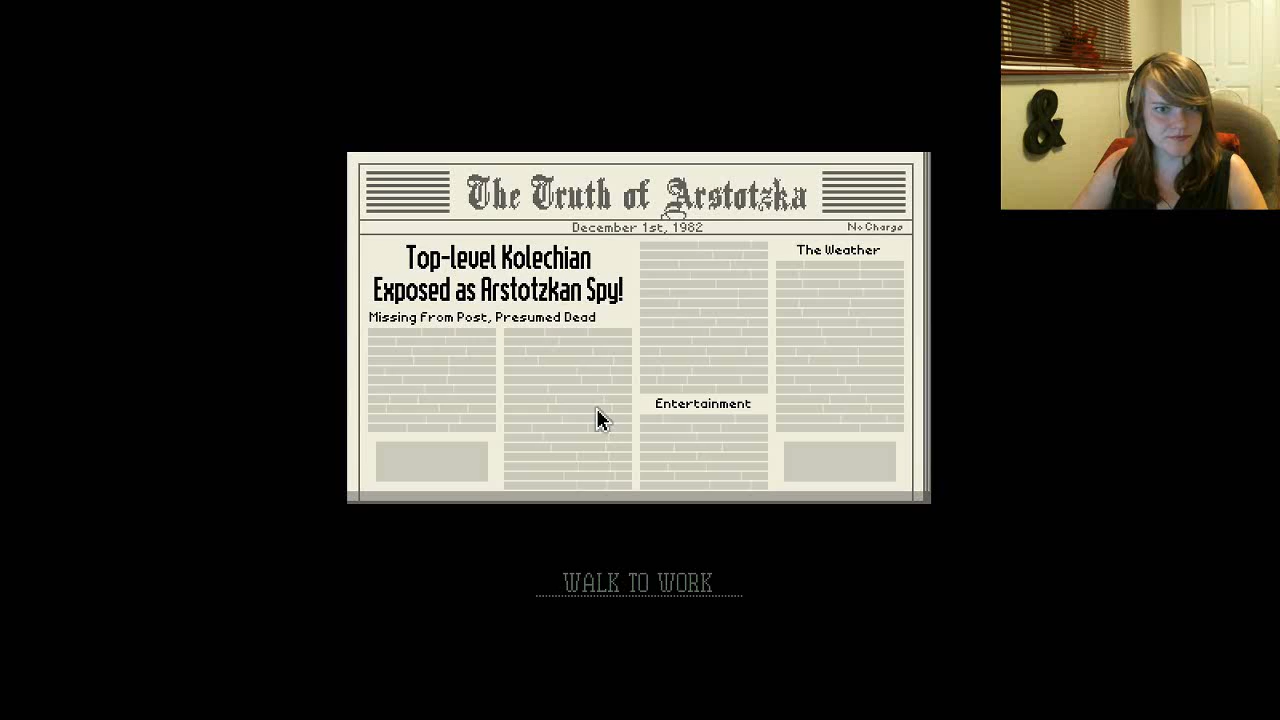 The Truth of Arstotzka
December 1st, 1982
No Charge
Top-level Kolechian
Exposed as Arstotzkan Spy!
Missing From Post, Presumed Dead
Entertainment
The Weather
WALK TO WORK
&